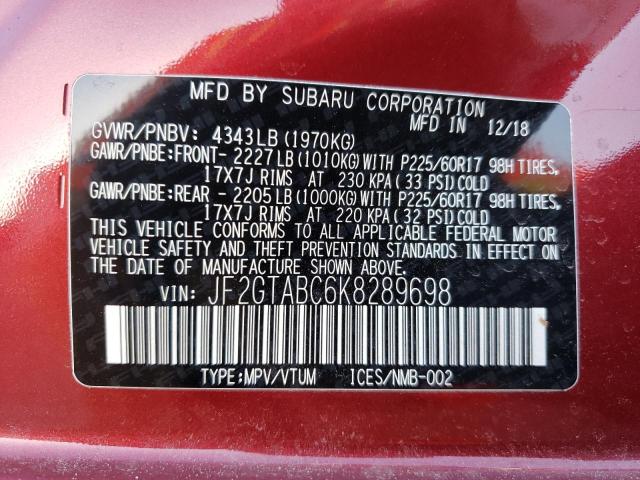 MFD BY SUBARU CORPORATION
MFD IN 12/18
GVWR/PNBV: 4343LB (1970KG)
GAWR/PNBE:FRONT- 2227LB (1010KG) WITH P225/60R17 98H TIRES,
17X7J RIMS AT 230 KPA (33 PSI) COLD
GAWR/PNBE:REAR - 2205LB (1000KG) WITH P225/60R17 98H TIRES,
17X7J RIMS AT 220 KPA (32 PSI) COLD
THIS VEHICLE CONFORMS TO ALL APPLICABLE FEDERAL MOTOR
VEHICLE SAFETY AND THEFT PREVENTION STANDARDS IN EFFECT ON
THE DATE OF MANUFACTURE SHOWN ABOVE.
VIN: JF2GTABC6K8289698
TYPE:MPV/VTUM ICES/NMB-002